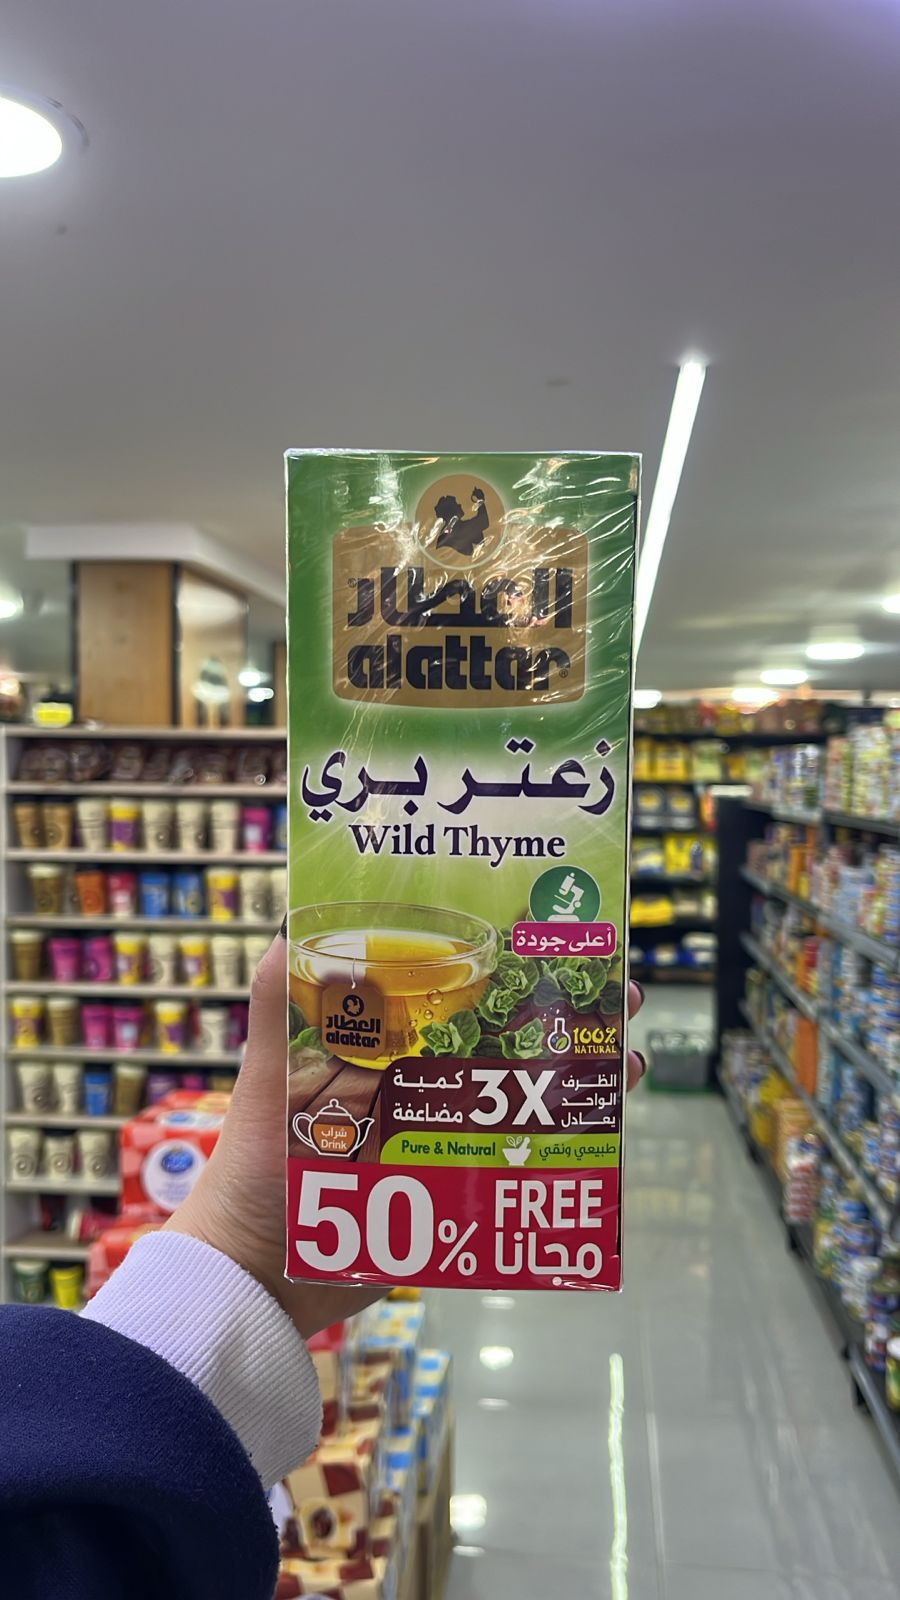 العطار
alattar
زعتر بري
Wild Thyme
أعلى جودة
العطار
alattar
100%
NATURAL
الظرف
الواحد
يعادل
3X
كمية
مضاعفة
شراب
Drink
Pure & Natural
طبيعي ونقي
50% FREE
مجانا